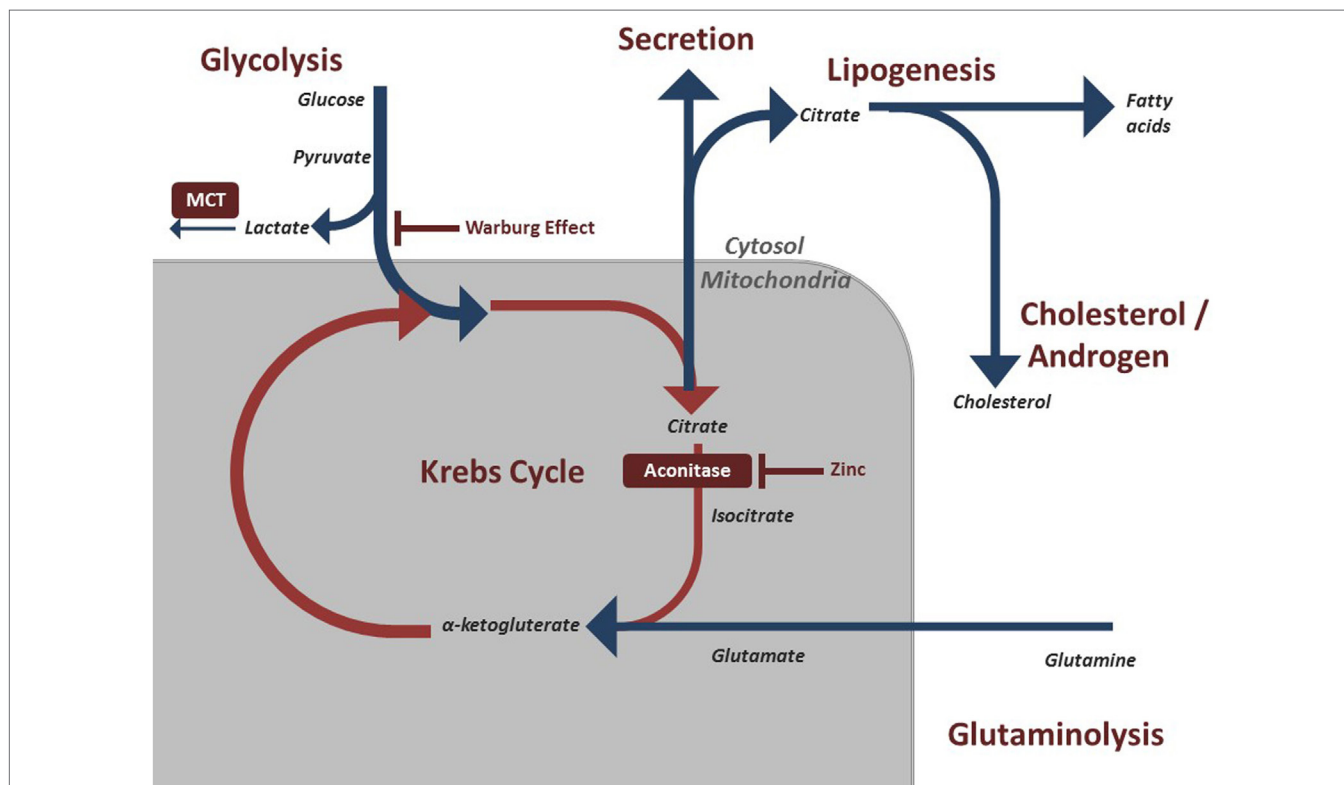 Glycolysis
Glucose
Pyruvate
MCT
Lactate
Warburg Effect
Secretion
Lipogenesis
Citrate
Fatty
acids
Cytosol
Mitochondria
Cholesterol /
Androgen
Cholesterol
Citrate
Krebs Cycle
Aconitase
Zinc
Isocitrate
α-ketogluterate
Glutamate
Glutamine
Glutaminolysis